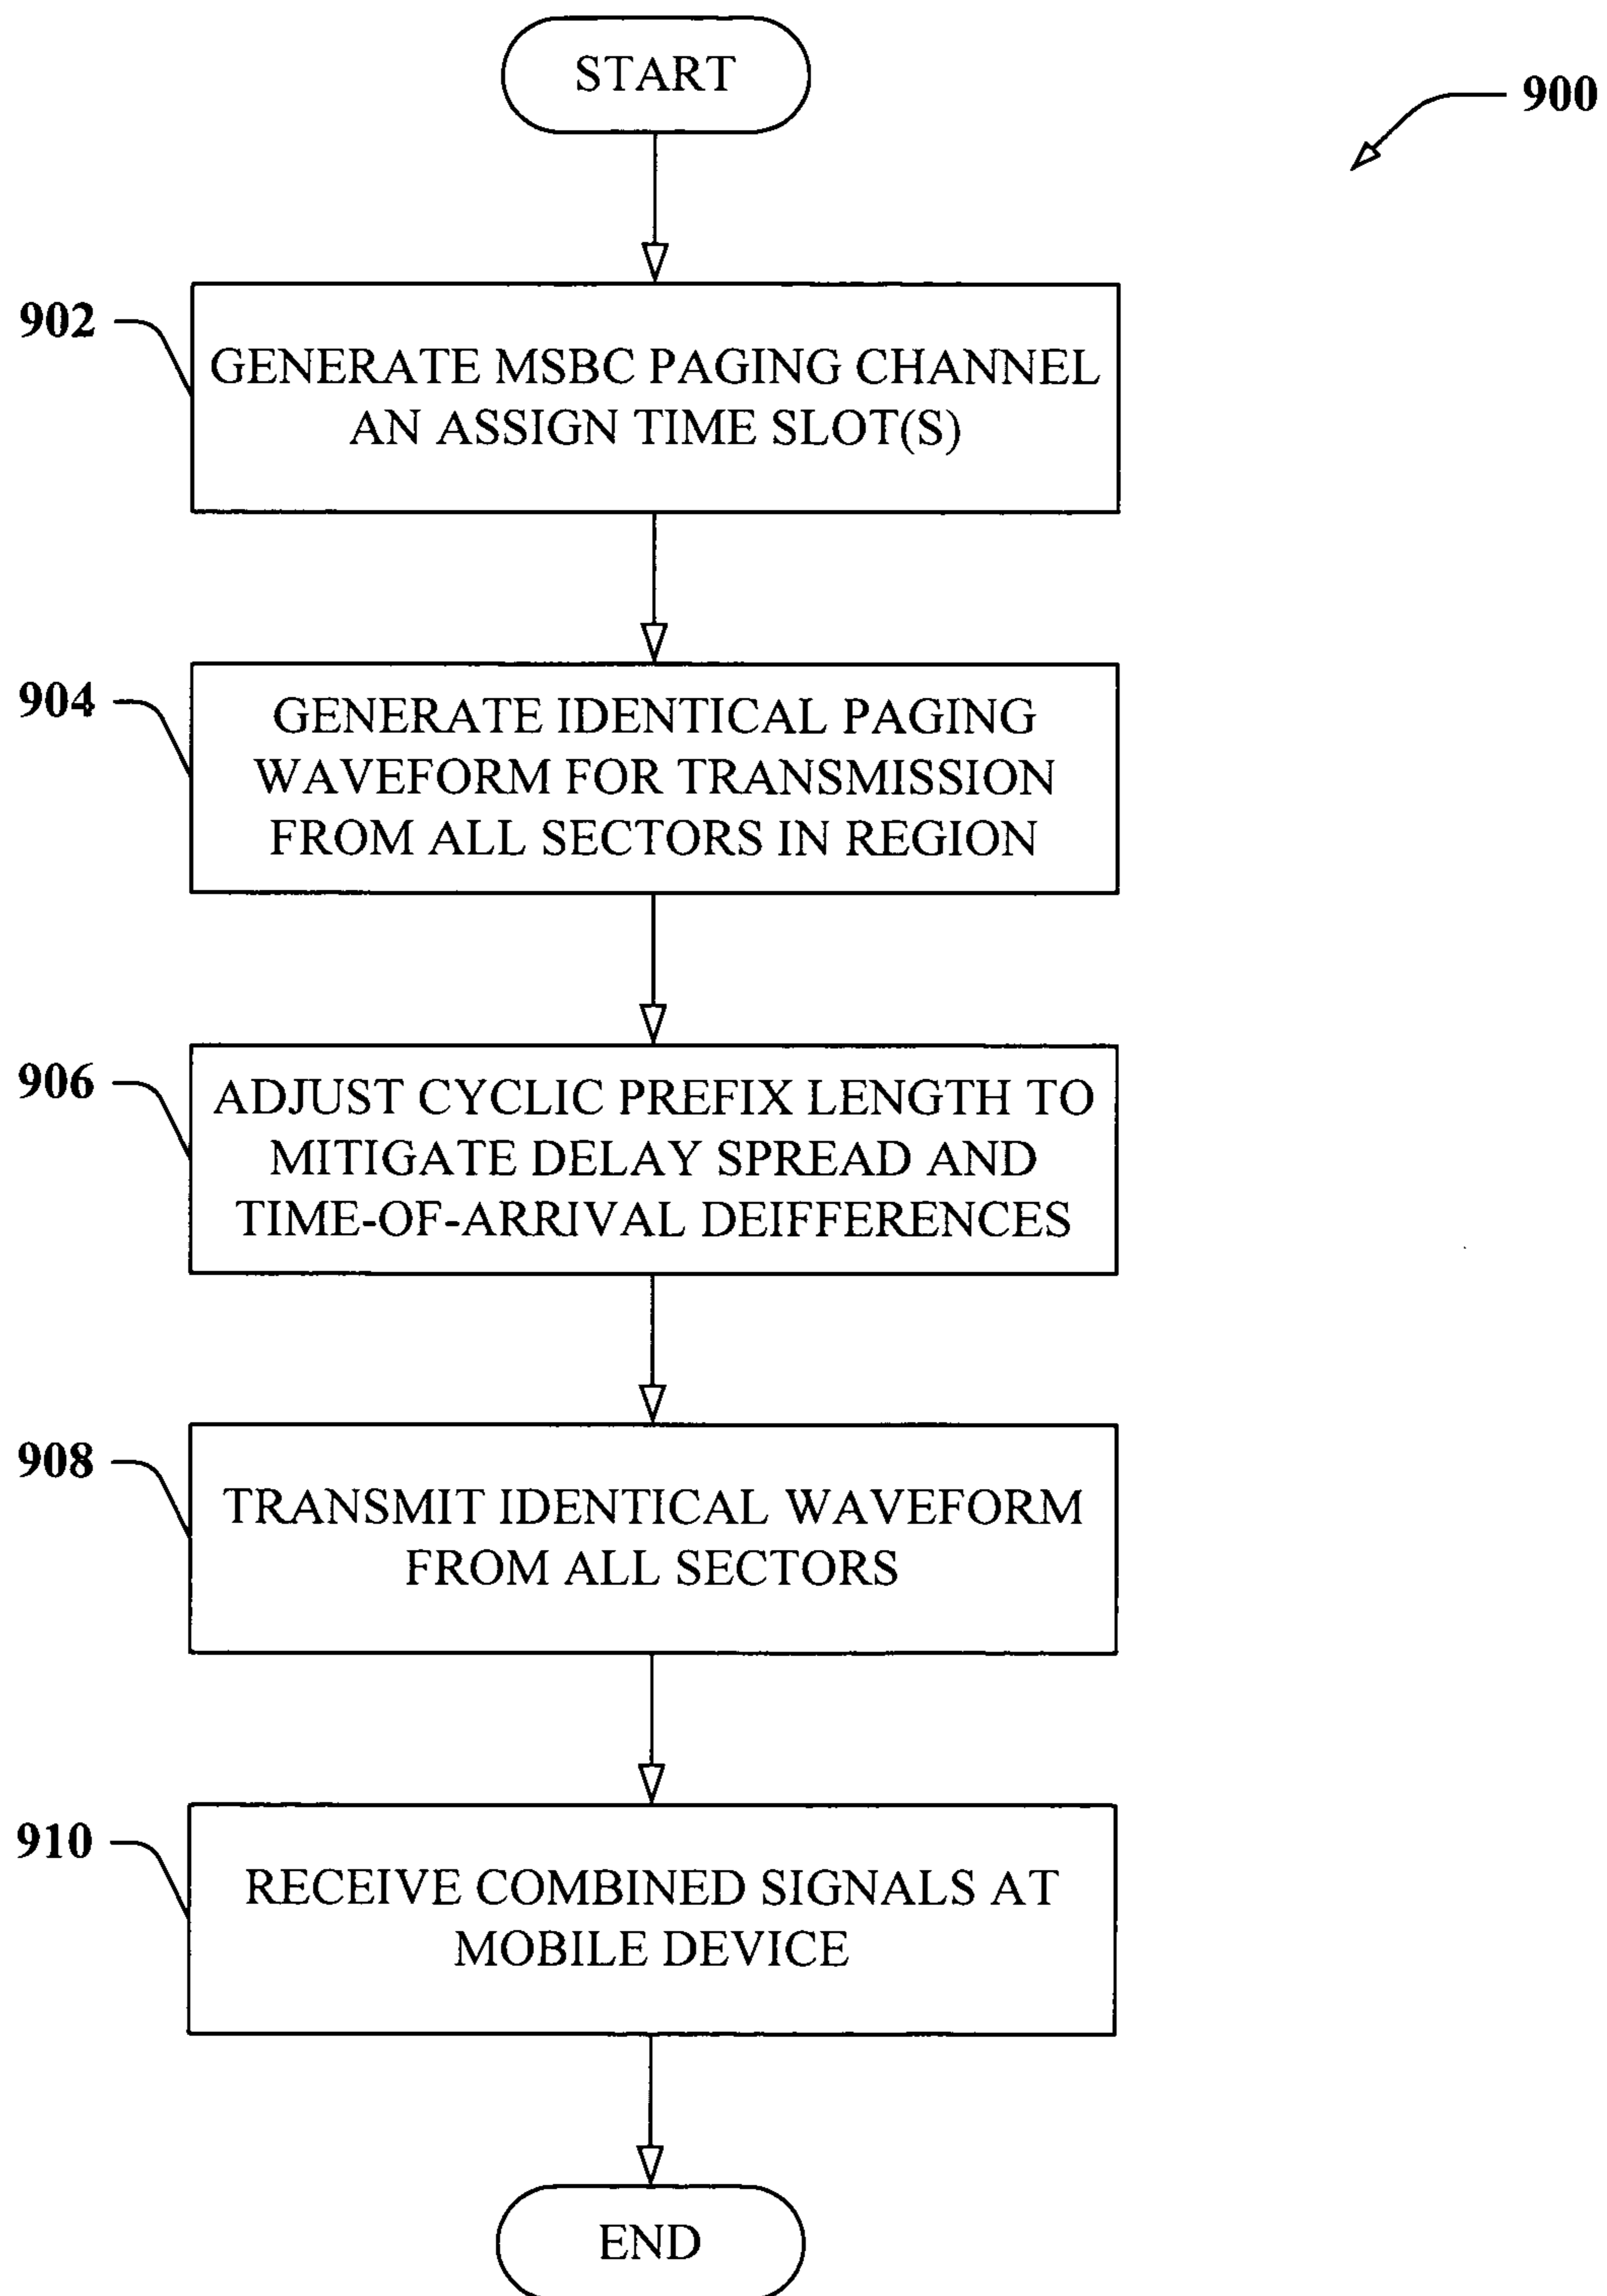 START
900
902
GENERATE MSBC PAGING CHANNEL
AN ASSIGN TIME SLOT(S)
904
GENERATE IDENTICAL PAGING
WAVEFORM FOR TRANSMISSION
FROM ALL SECTORS IN REGION
906
ADJUST CYCLIC PREFIX LENGTH TO
MITIGATE DELAY SPREAD AND
TIME-OF-ARRIVAL DEIFFERENCES
908
TRANSMIT IDENTICAL WAVEFORM
FROM ALL SECTORS
910
RECEIVE COMBINED SIGNALS AT
MOBILE DEVICE
END